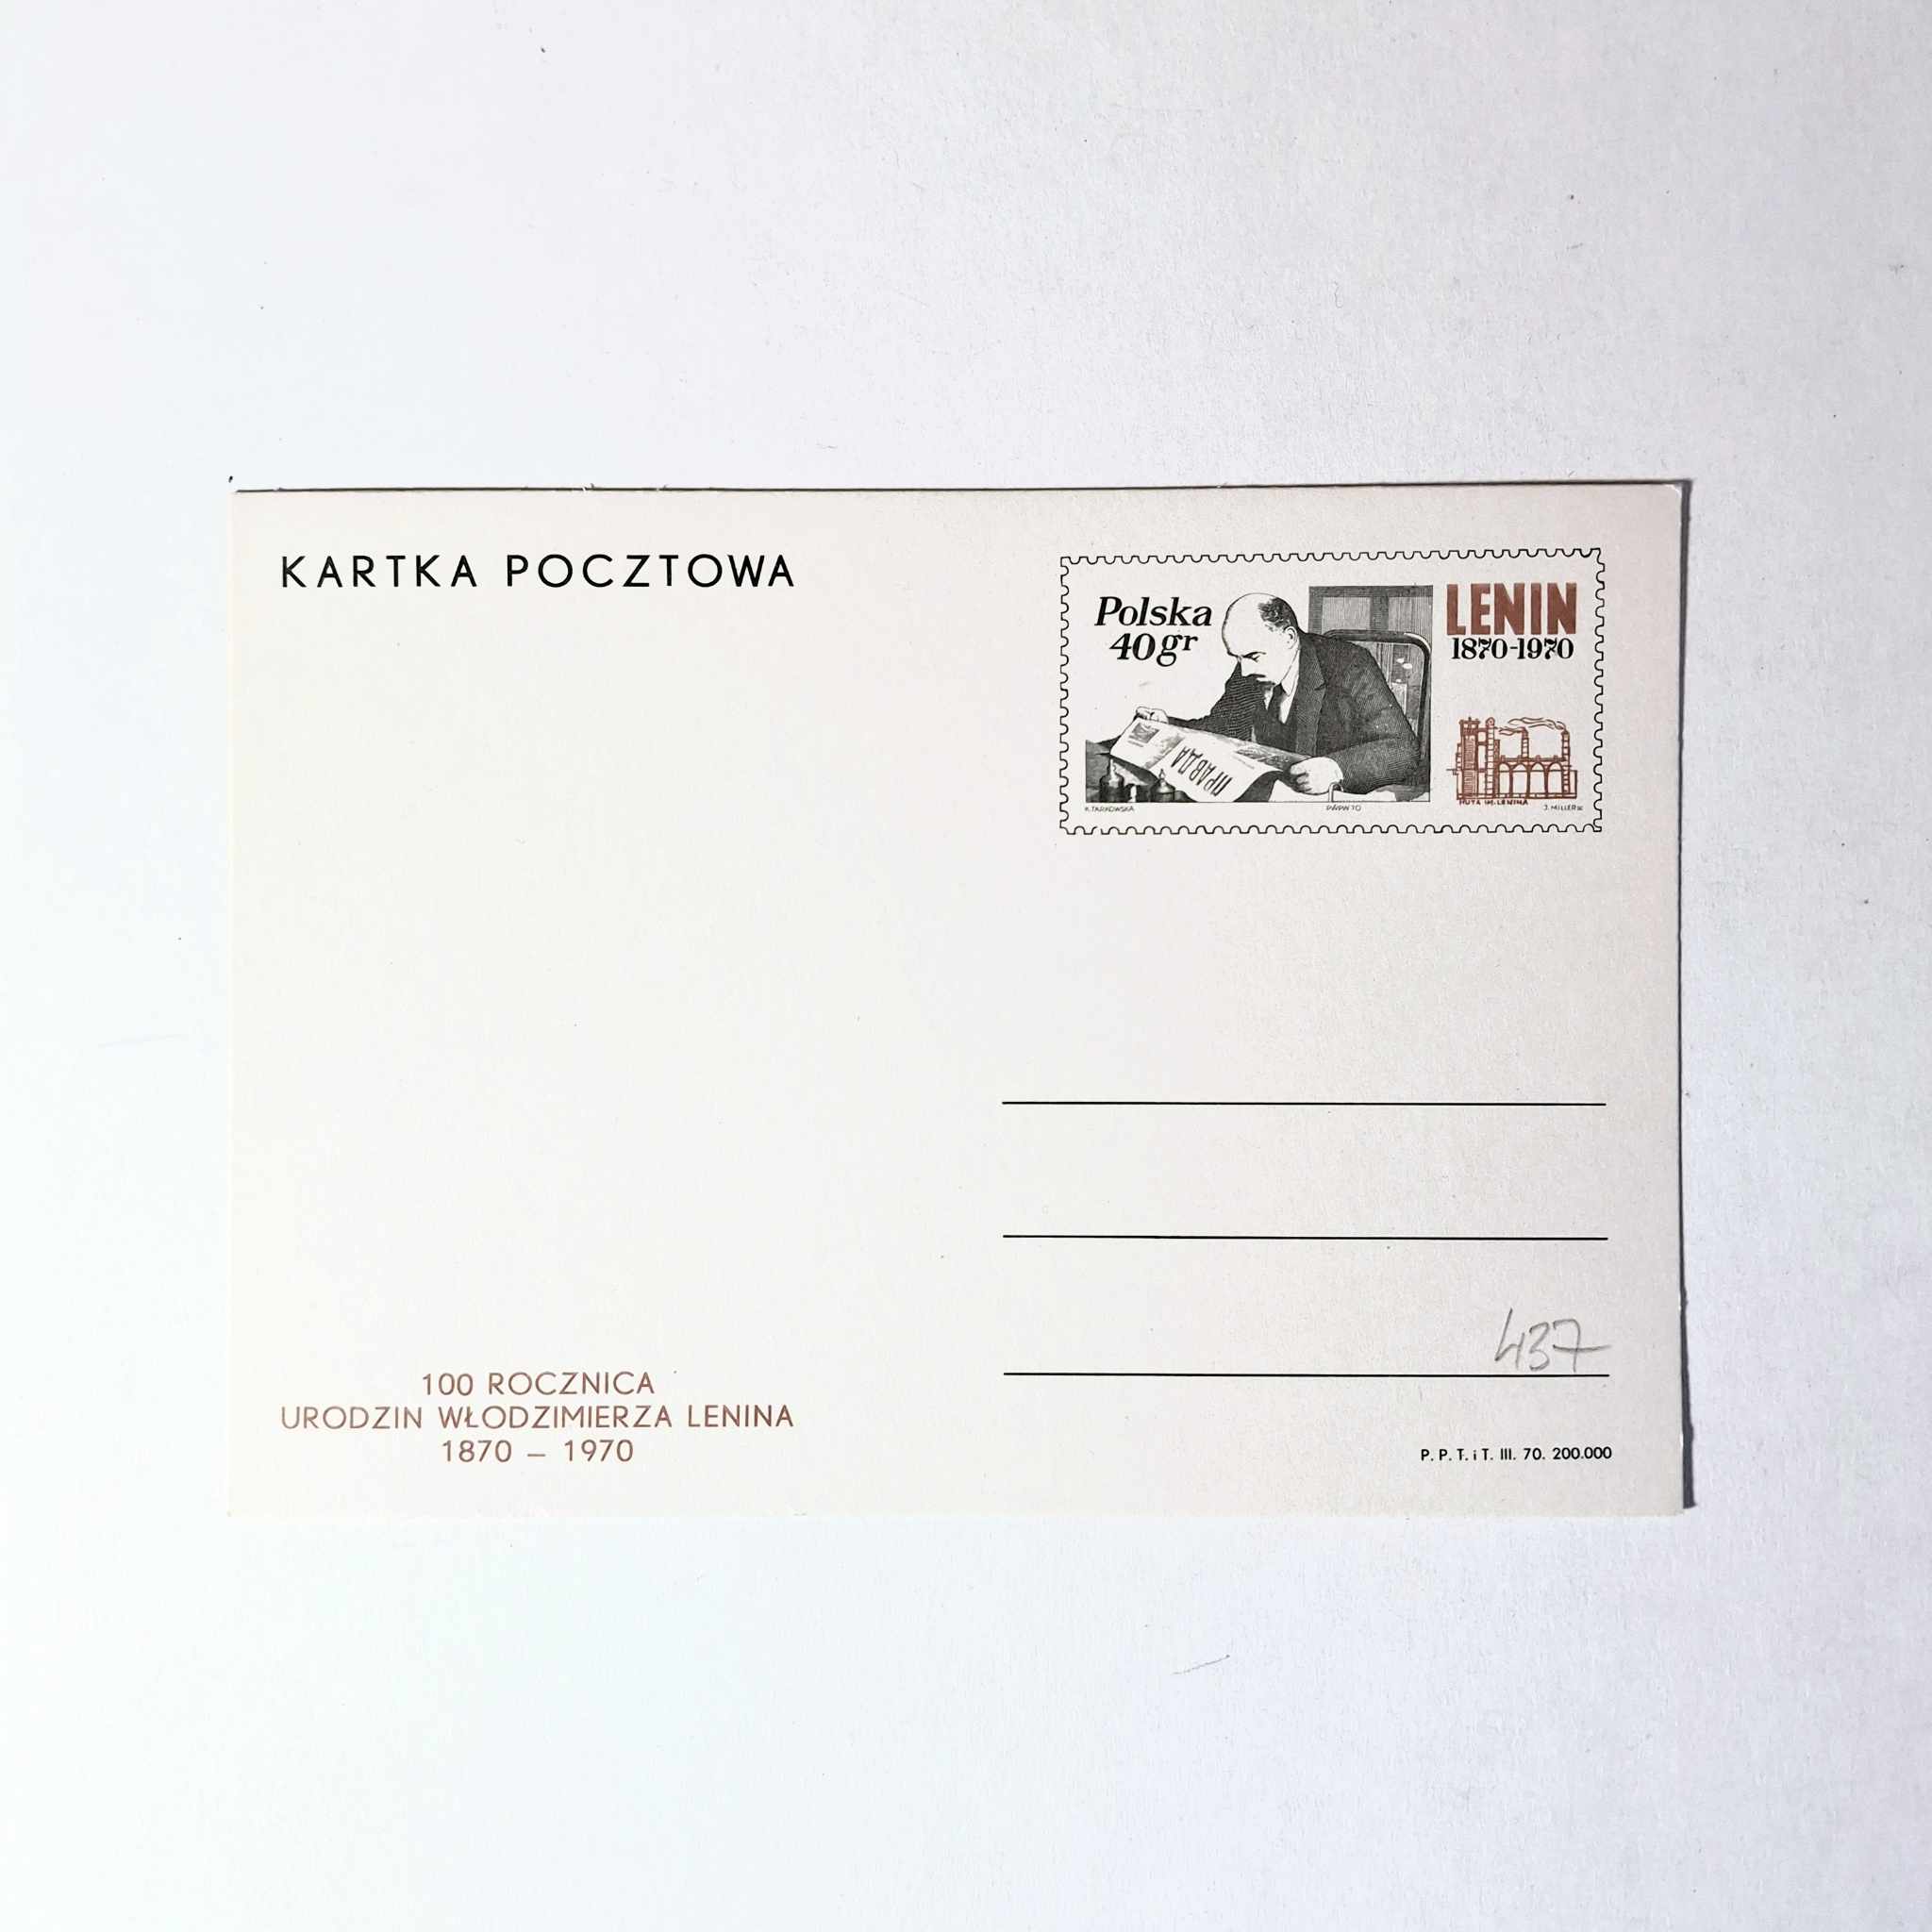 KARTKA POCZTOWA
Polska
40gr
LENIN
1870-1970
ПРАВДА
HUTA IM. LENINA
K.TARKOWSKA
PWPW 70
J. MILLER SC
437
100 ROCZNICA
URODZIN WŁODZIMIERZA LENINA
1870 – 1970
P. P. T. i T. III. 70. 200.000